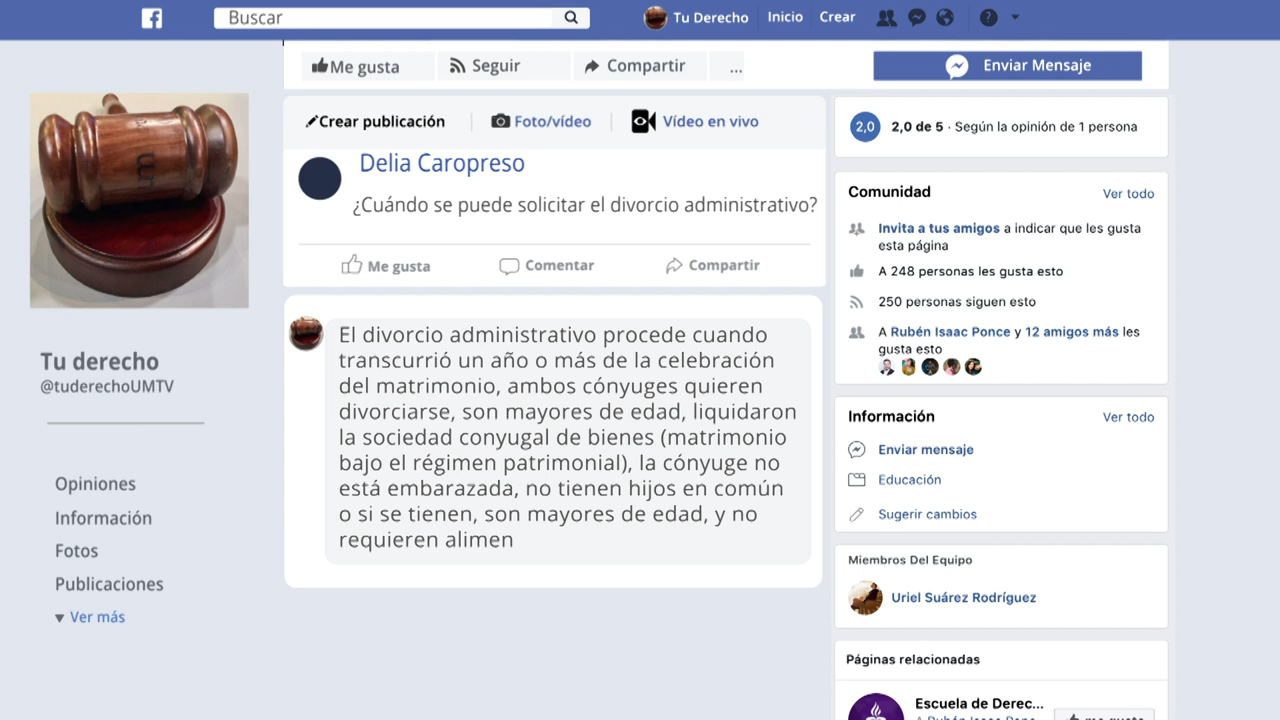 Buscar
Tu Derecho
Inicio
Crear
Me gusta
Seguir
Compartir
...
Enviar Mensaje
Crear publicación
Foto/vídeo
Vídeo en vivo
Delia Caropreso
¿Cuándo se puede solicitar el divorcio administrativo?
Me gusta
Comentar
Compartir
El divorcio administrativo procede cuando
transcurrió un año o más de la celebración
del matrimonio, ambos cónyuges quieren
divorciarse, son mayores de edad, liquidaron
la sociedad conyugal de bienes (matrimonio
bajo el régimen patrimonial), la cónyuge no
está embarazada, no tienen hijos en común
o si se tienen, son mayores de edad, y no
requieren alimen
Tu derecho
@tuderechoUMTV
Opiniones
Información
Fotos
Publicaciones
Ver más
2,0
2,0 de 5 · Según la opinión de 1 persona
Comunidad
Ver todo
Invita a tus amigos a indicar que les gusta
esta página
A 248 personas les gusta esto
250 personas siguen esto
A Rubén Isaac Ponce y 12 amigos más les
gusta esto
Información
Ver todo
Enviar mensaje
Educación
Sugerir cambios
Miembros Del Equipo
Uriel Suárez Rodríguez
Páginas relacionadas
Escuela de Derec...